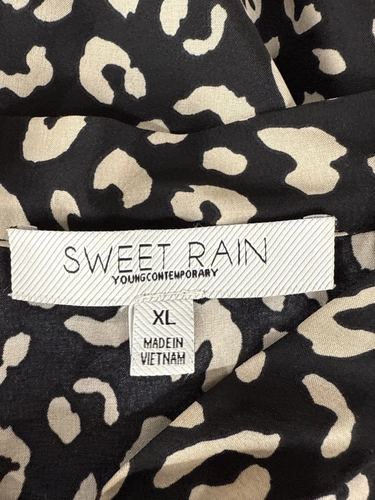 SWEET RAIN
YOUNGCONTEMPORARY
XL
MADE IN
VIETNAM